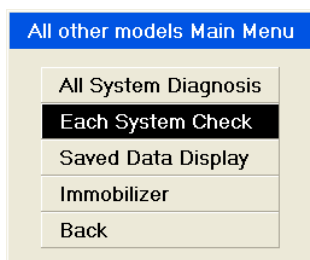 All other models Main Menu
All System Diagnosis
Each System Check
Saved Data Display
Immobilizer
Back